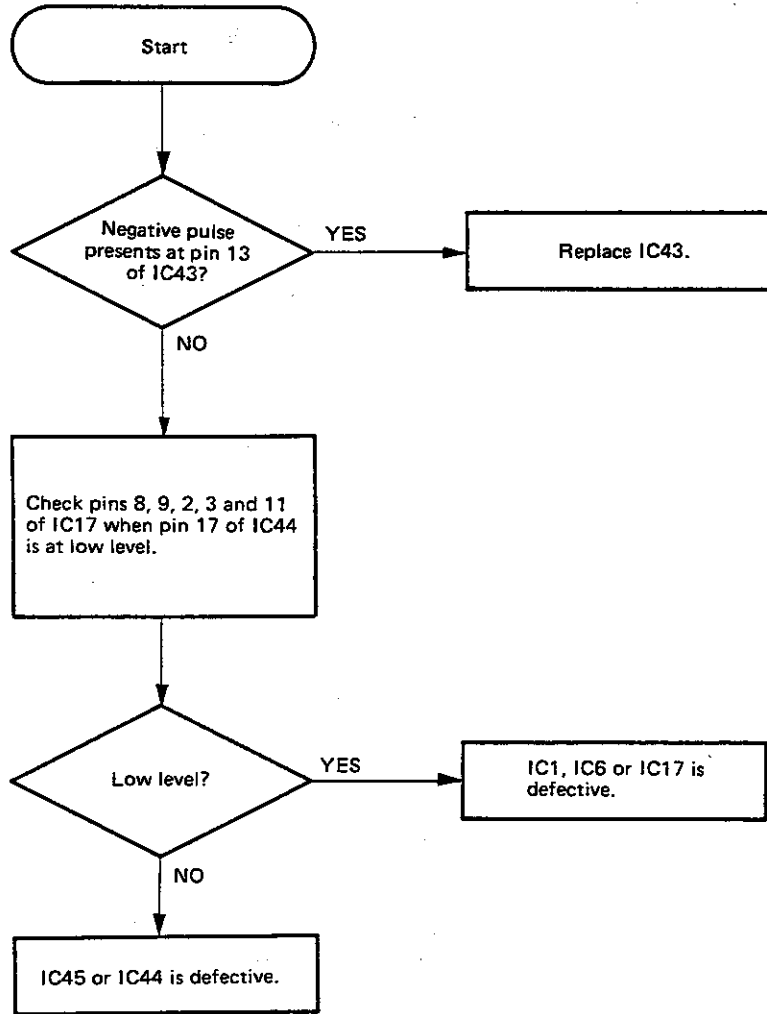 Start
Negative pulse
presents at pin 13
of IC43?
YES
Replace IC43.
NO
Check pins 8, 9, 2, 3 and 11
of IC17 when pin 17 of IC44
is at low level.
Low level?
YES
IC1, IC6 or IC17 is
defective.
NO
IC45 or IC44 is defective.